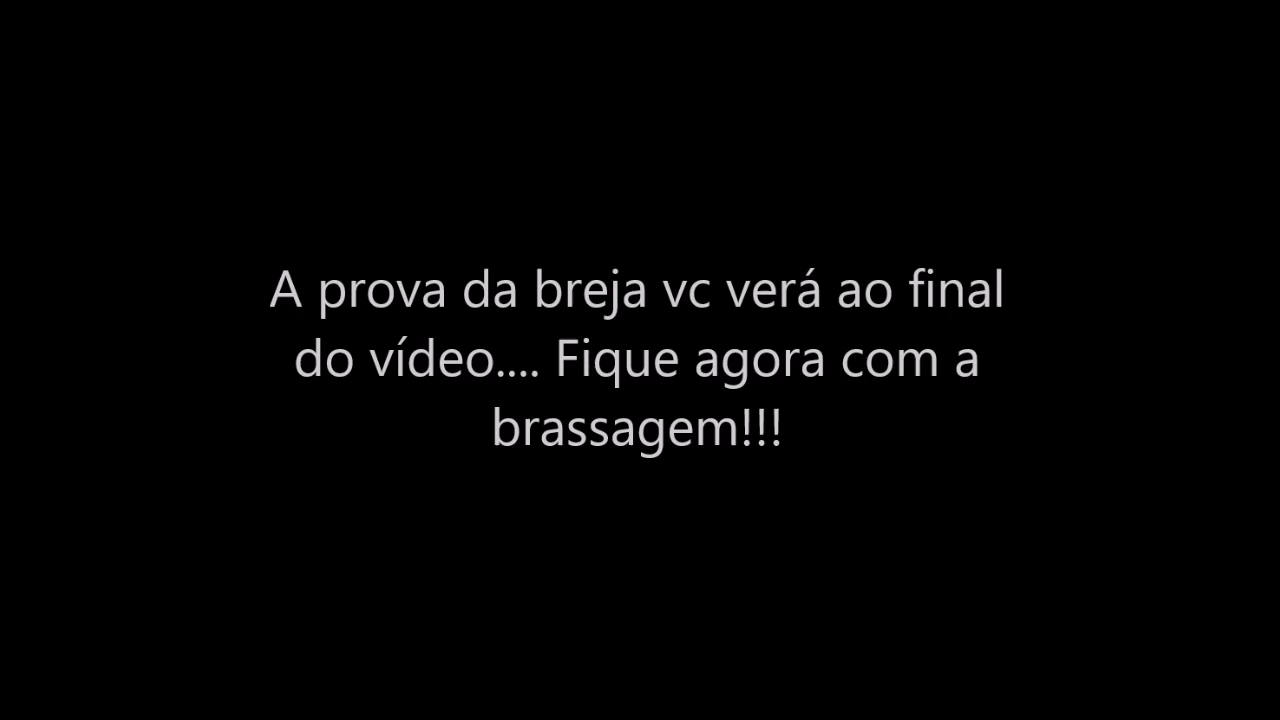 A prova da breja vc verá ao final
do vídeo.... Fique agora com a
brassagem!!!